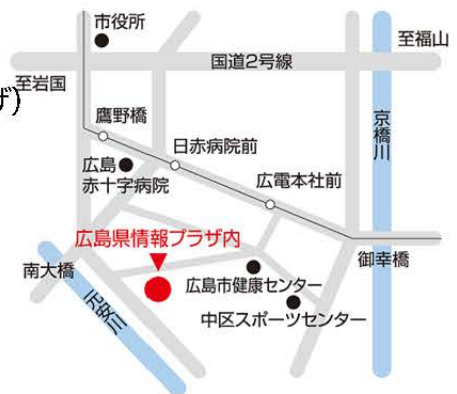 市役所
至福山
国道2号線
至岩国
ザ)
鷹野橋
京橋川
日赤病院前
広島
赤十字病院
広電本社前
広島県情報プラザ内
御幸橋
南大橋
広島市健康センター
元安川
中区スポーツセンター